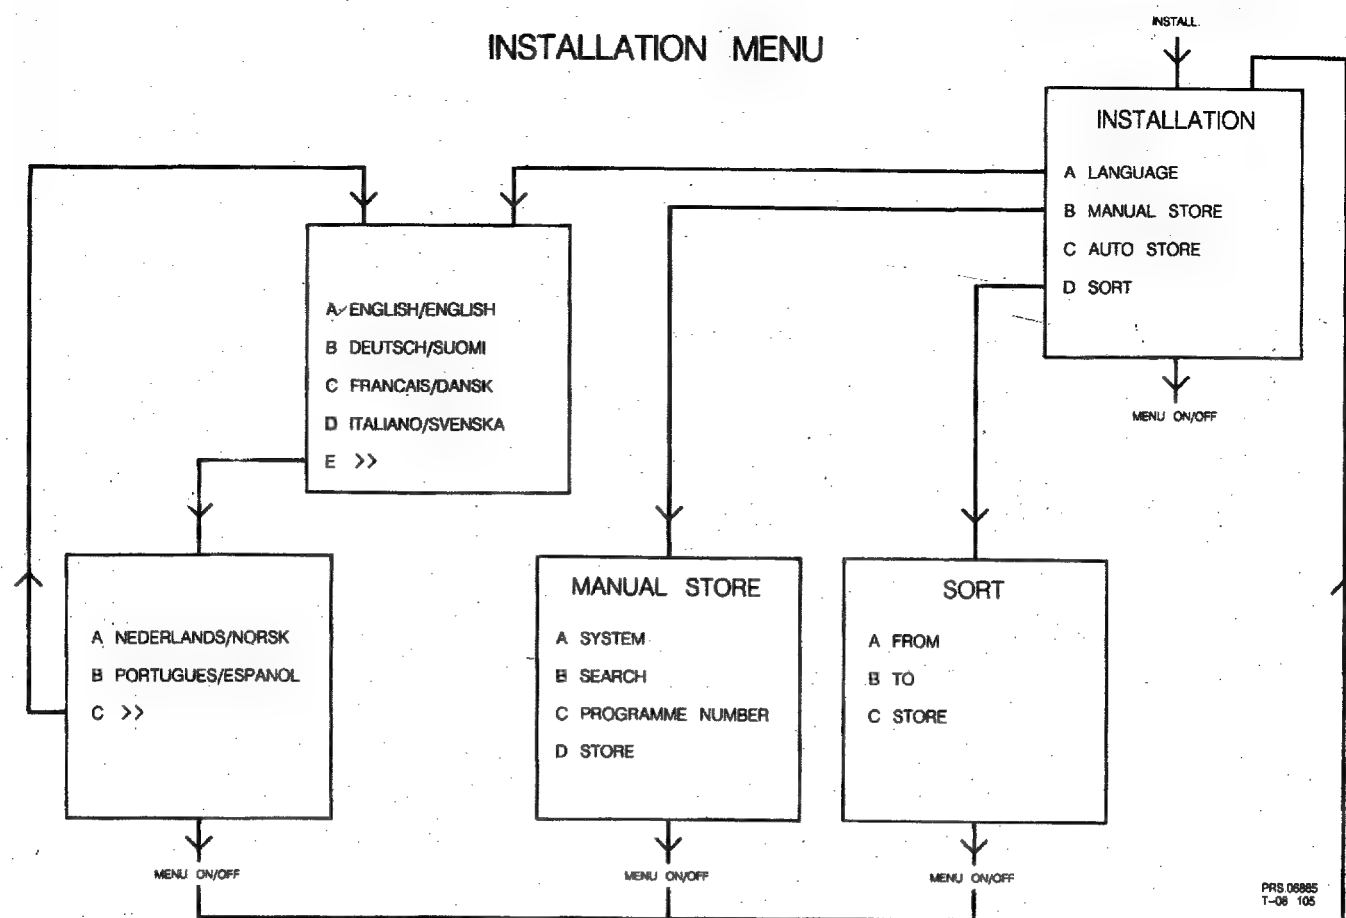 INSTALLATION MENU
INSTALL.
INSTALLATION
A LANGUAGE
B MANUAL STORE
C AUTO STORE
D SORT
MENU ON/OFF
A ENGLISH/ENGLISH
B DEUTSCH/SUOMI
C FRANCAIS/DANSK
D ITALIANO/SVENSKA
E >>
A NEDERLANDS/NORSK
B PORTUGUES/ESPANOL
C >>
MENU ON/OFF
MANUAL STORE
A SYSTEM
B SEARCH
C PROGRAMME NUMBER
D STORE
MENU ON/OFF
SORT
A FROM
B TO
C STORE
MENU ON/OFF
PRS.06885
T-08 105